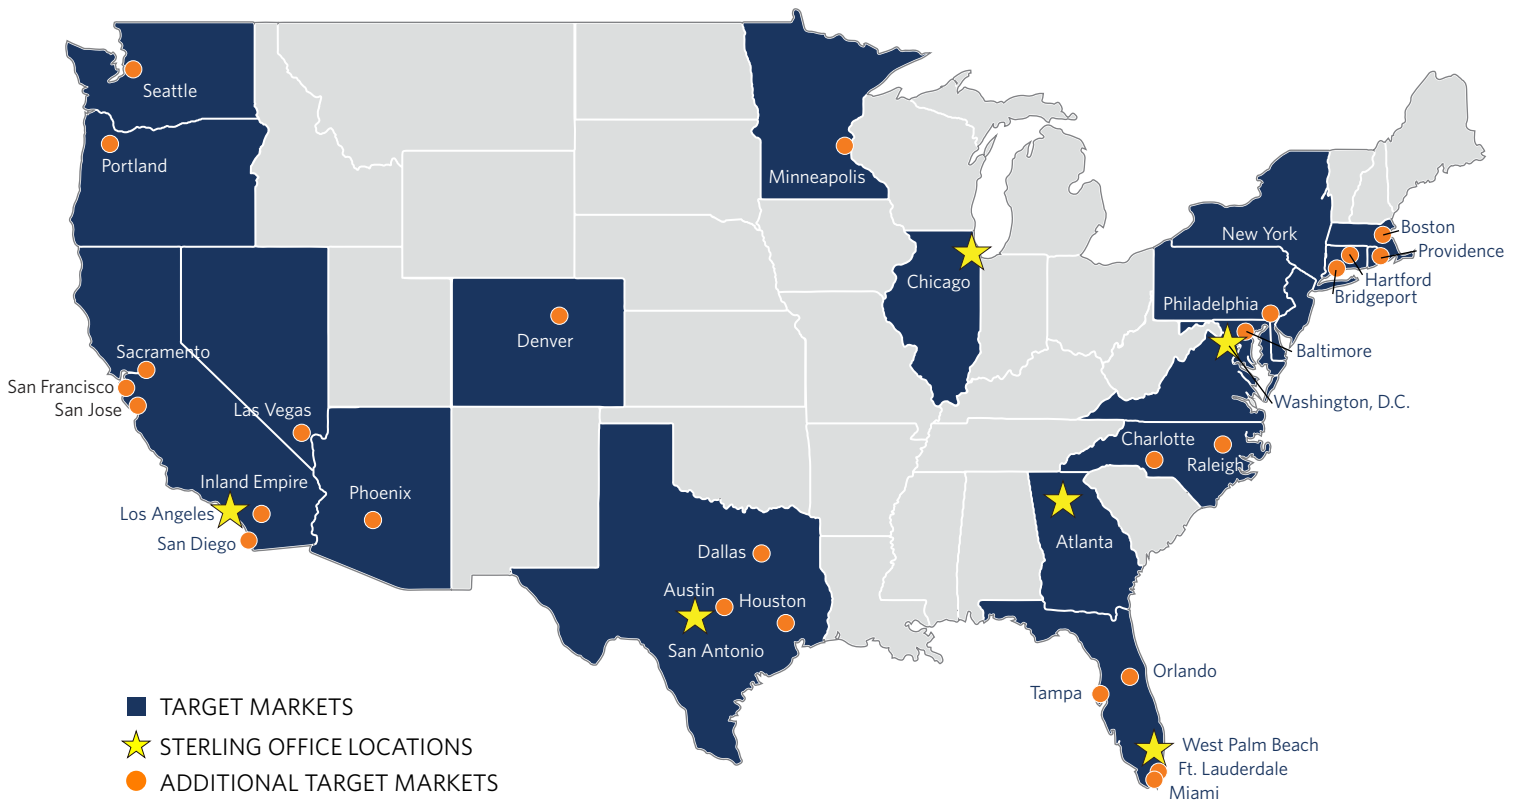 Seattle
Portland
Minneapolis
New York
Boston
Providence
Hartford
Bridgeport
Chicago
Philadelphia
Denver
Baltimore
Sacramento
San Francisco
San Jose
Las Vegas
Washington, D.C.
Charlotte
Raleigh
Inland Empire
Phoenix
Los Angeles
San Diego
Atlanta
Dallas
Austin
Houston
San Antonio
Orlando
Tampa
West Palm Beach
Ft. Lauderdale
Miami
TARGET MARKETS
STERLING OFFICE LOCATIONS
ADDITIONAL TARGET MARKETS